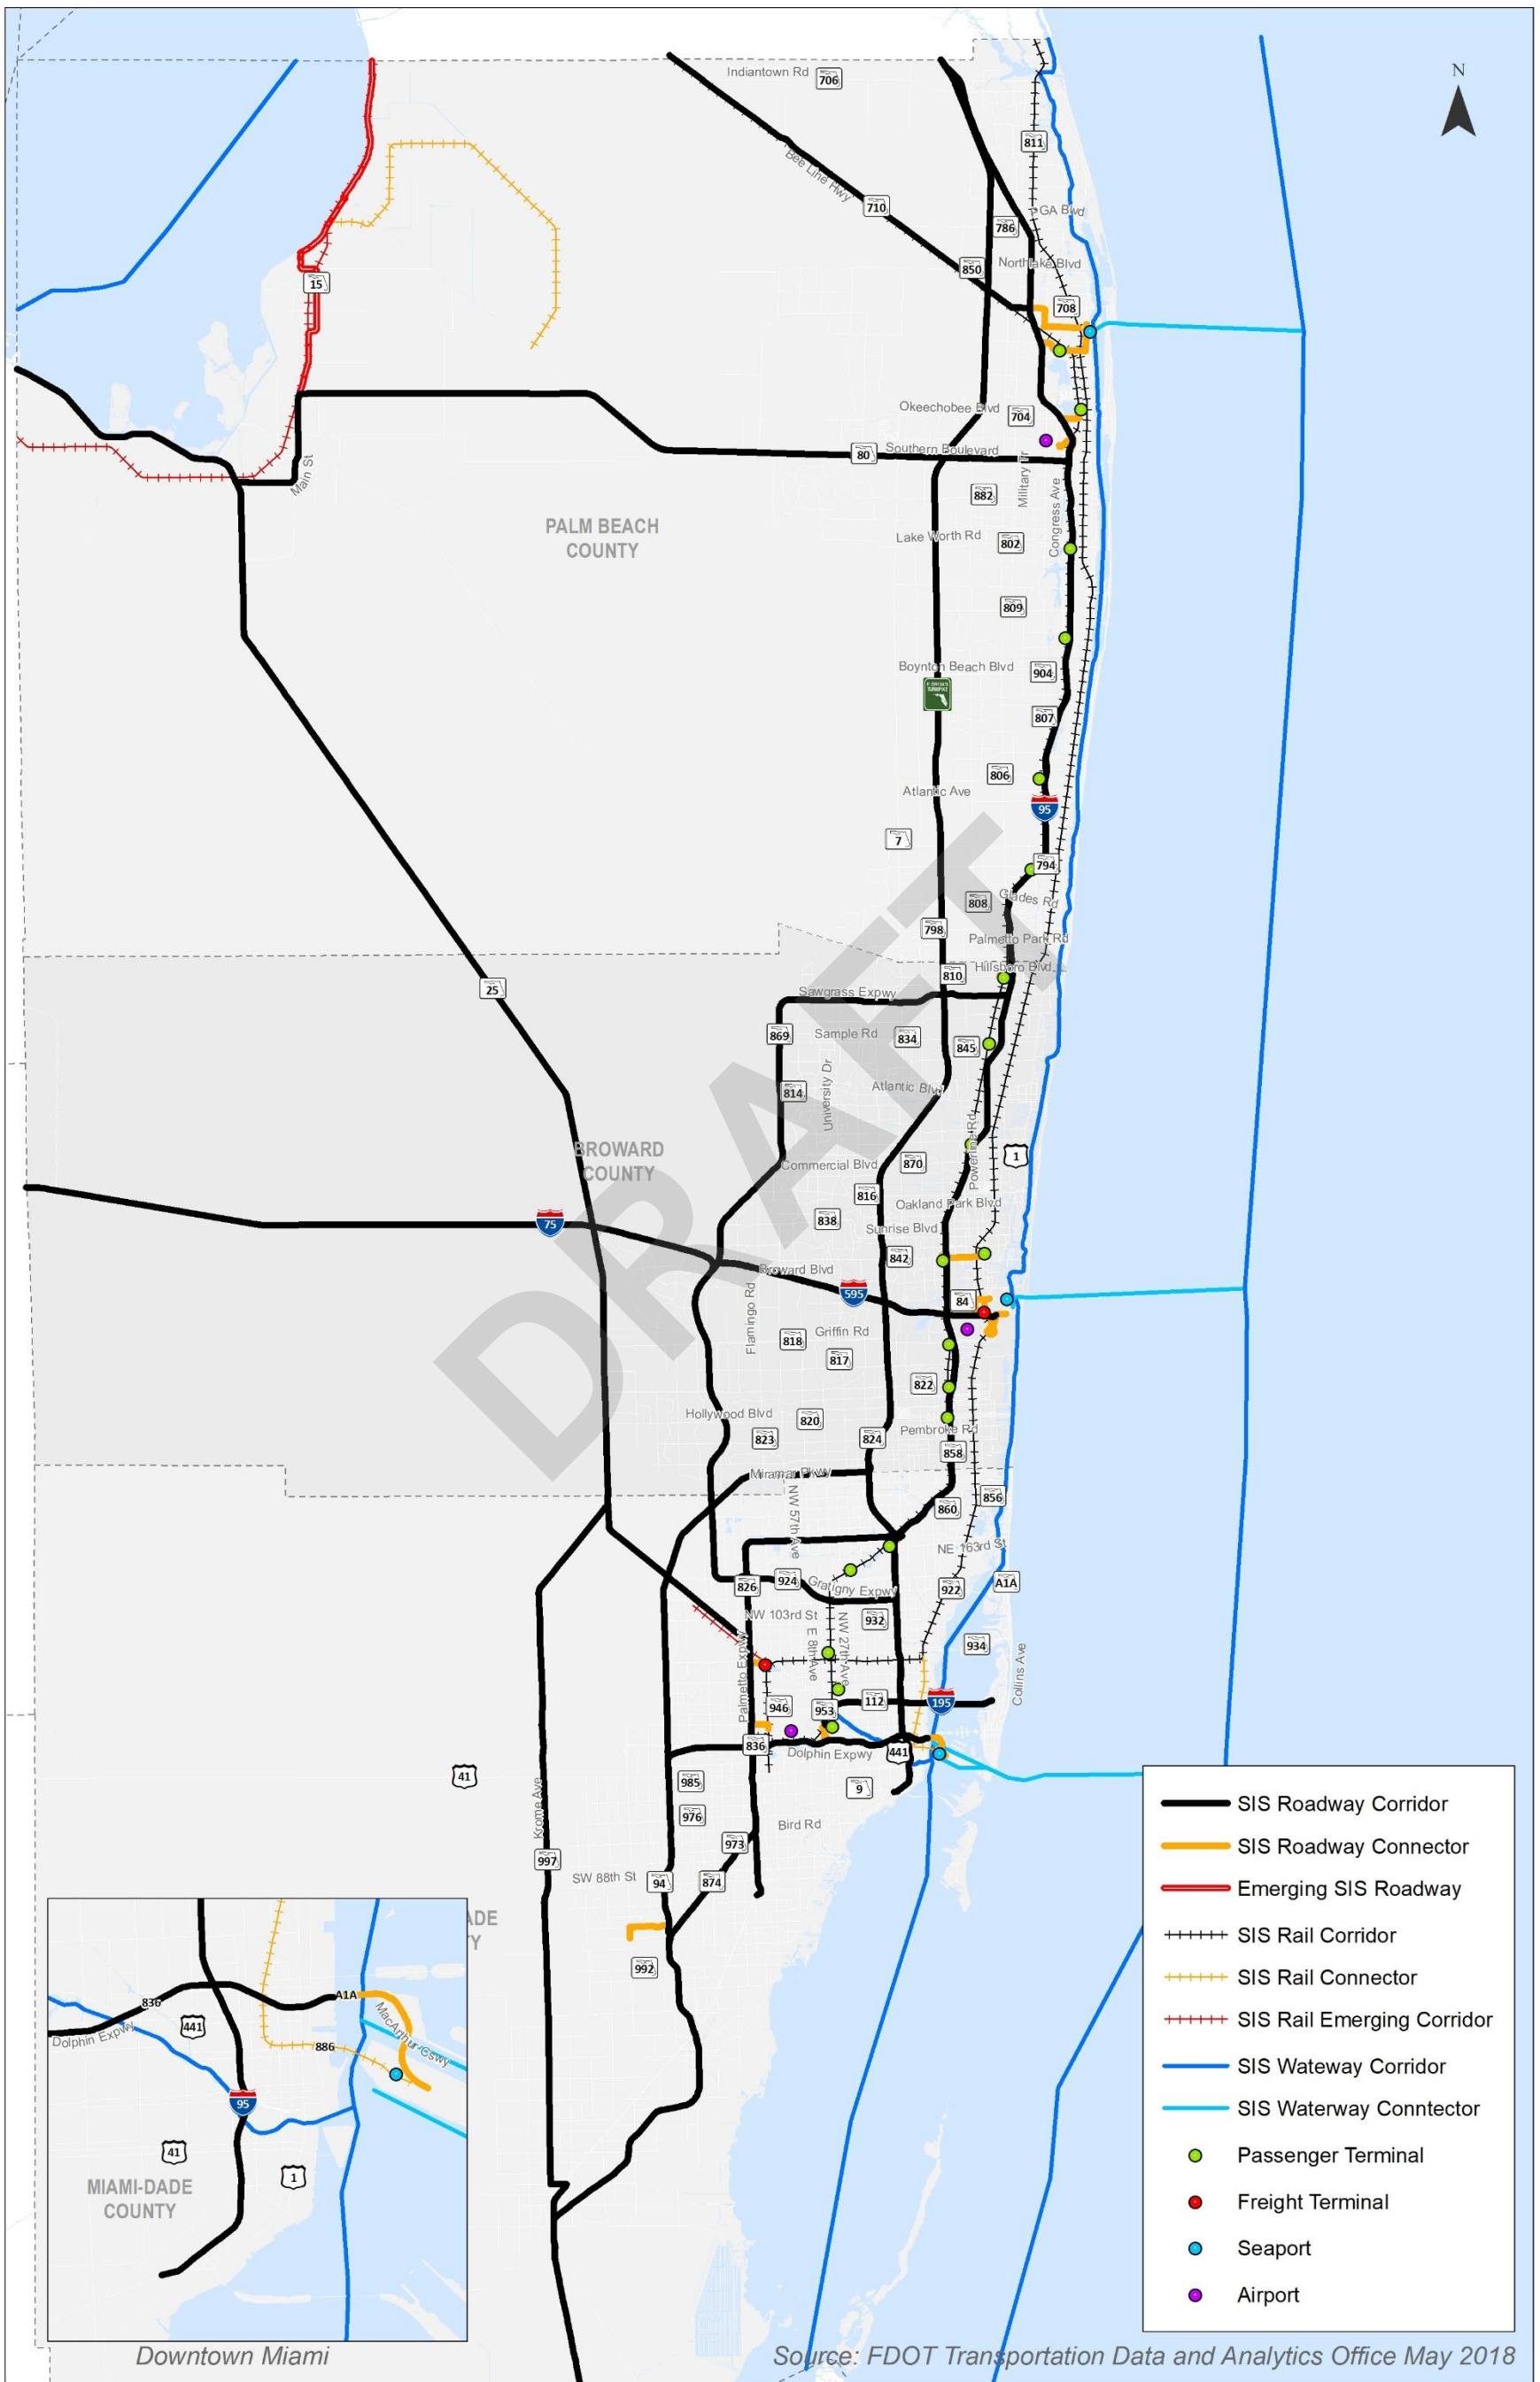 N
Indiantown Rd
706
811
Bee Line Hwy
710
PGA Blvd
786
850
Northlake Blvd
708
15
Okeechobee Blvd
704
80
Southern Boulevard
Main St
Military Tr
882
Congress Ave
PALM BEACH
COUNTY
Lake Worth Rd
802
809
Boynton Beach Blvd
904
807
806
Atlantic Ave
95
7
794
808
Glades Rd
798
Palmetto Park Rd
810
Hillsboro Blvd
25
Sawgrass Expwy
869
Sample Rd
834
845
814
University Dr
Atlantic Blvd
Powerline Rd
BROWARD
COUNTY
Commercial Blvd
870
1
816
Oakland Park Blvd
838
75
Sunrise Blvd
842
Broward Blvd
595
84
Flamingo Rd
818
Griffin Rd
817
822
Hollywood Blvd
820
823
824
Pembroke Rd
858
Miramar Pkwy
NW 57th Ave
860
856
NE 163rd St
826
924
Gratigny Expwy
922
A1A
NW 103rd St
932
E 8th Ave
NW 27th Ave
934
Palmetto Expwy
Collins Ave
946
953
112
195
836
Dolphin Expwy
441
41
985
9
976
Bird Rd
Krome Ave
973
997
SW 88th St
94
874
992
DRAFT
ADE
Y
836
Dolphin Expwy
441
A1A
MacArthur Cswy
886
95
41
1
MIAMI-DADE
COUNTY
Downtown Miami
SIS Roadway Corridor
SIS Roadway Connector
Emerging SIS Roadway
SIS Rail Corridor
SIS Rail Connector
SIS Rail Emerging Corridor
SIS Wateway Corridor
SIS Waterway Conntector
Passenger Terminal
Freight Terminal
Seaport
Airport
Source: FDOT Transportation Data and Analytics Office May 2018